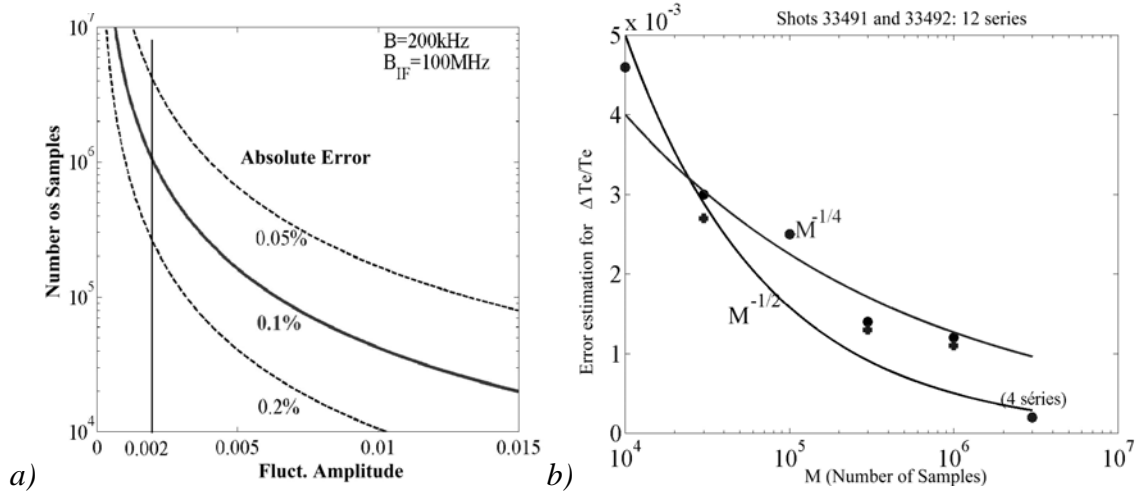 10^7
10^6
10^5
10^4
Number os Samples
B=200kHz
B_IF=100MHz
Absolute Error
0.05%
0.1%
0.2%
0 0.002 0.005 0.01 0.015
Fluct. Amplitude
a)
Shots 33491 and 33492: 12 series
5 x 10^-3
4
3
2
1
0
Error estimation for Δ Te/Te
M^-1/4
M^-1/2
(4 séries)
10^4 10^5 10^6 10^7
M (Number of Samples)
b)